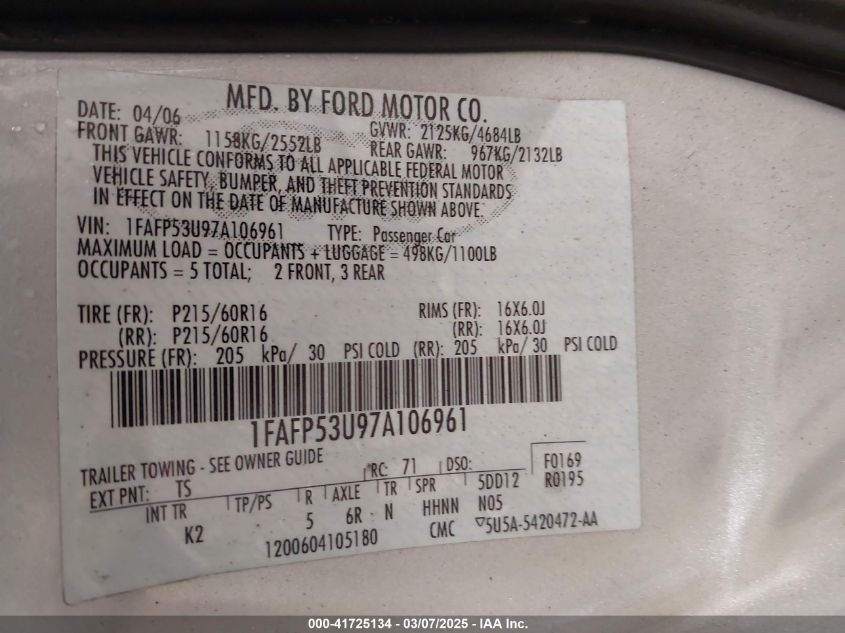 MFD. BY FORD MOTOR CO.
DATE: 04/06 GVWR: 2125KG/4684LB
FRONT GAWR: 1158KG/2552LB REAR GAWR: 967KG/2132LB
THIS VEHICLE CONFORMS TO ALL APPLICABLE FEDERAL MOTOR
VEHICLE SAFETY, BUMPER, AND THEFT PREVENTION STANDARDS
IN EFFECT ON THE DATE OF MANUFACTURE SHOWN ABOVE.
VIN: 1FAFP53U97A106961 TYPE: Passenger Car
MAXIMUM LOAD = OCCUPANTS + LUGGAGE = 498KG/1100LB
OCCUPANTS = 5 TOTAL; 2 FRONT, 3 REAR
TIRE (FR): P215/60R16 RIMS (FR): 16X6.0J
(RR): P215/60R16 (RR): 16X6.0J
PRESSURE (FR): 205 kPa/ 30 PSI COLD (RR): 205 kPa/ 30 PSI COLD
1FAFP53U97A106961
TRAILER TOWING - SEE OWNER GUIDE RC: 71 DSO: F0169
EXT PNT: TS R0195
INT TR TP/PS R AXLE TR SPR 5DD12
K2 5 6R N HHNN N05
1200604105180 CMC ▽5U5A-5420472-AA
000-41725134 - 03/07/2025 - IAA Inc.